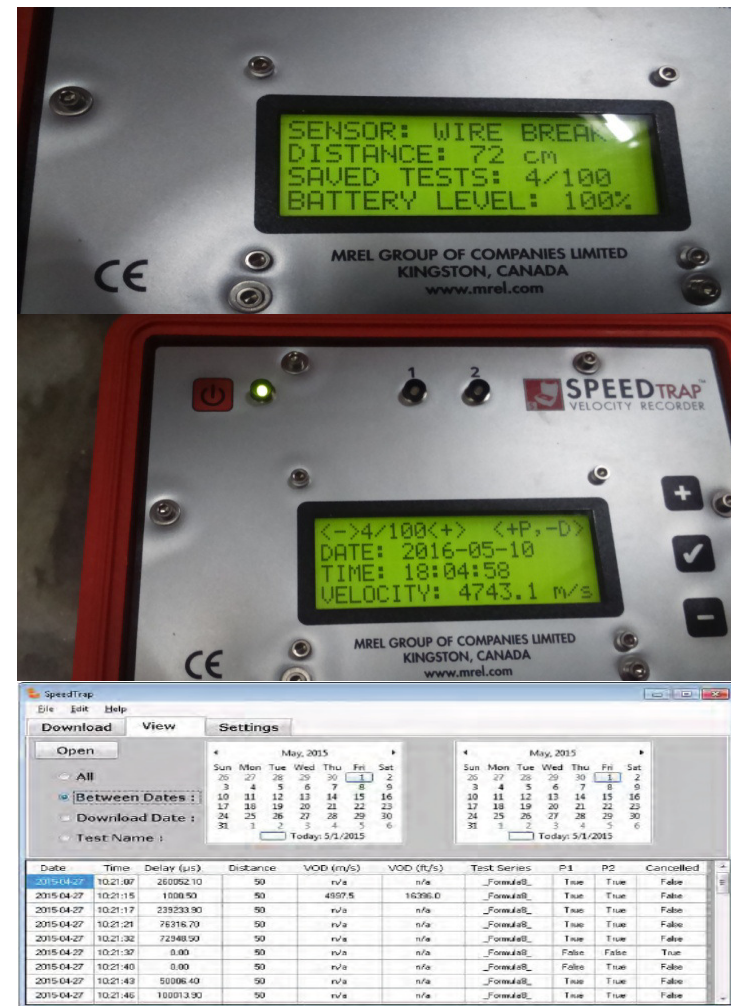 SENSOR: WIRE BREAK
DISTANCE: 72 cm
SAVED TESTS: 4/100
BATTERY LEVEL: 100%
MREL GROUP OF COMPANIES LIMITED
KINGSTON, CANADA
www.mrel.com
CE
1 2
SPEEDTRAP™
VELOCITY RECORDER
<->4/100<+> <+P,-D>
DATE: 2016-05-10
TIME: 18:04:58
VELOCITY: 4743.1 m/s
+
-
MREL GROUP OF COMPANIES LIMITED
KINGSTON, CANADA
www.mrel.com
CE
SpeedTrap
File Edit Help
Download View Settings
Open
All
Between Dates :
Download Date :
Test Name :
May, 2015
Sun Mon Tue Wed Thu Fri Sat
26 27 28 29 30 1 2
3 4 5 6 7 8 9
10 11 12 13 14 15 16
17 18 19 20 21 22 23
24 25 26 27 28 29 30
31 1 2 3 4 5 6
Today: 5/1/2015
May, 2015
Sun Mon Tue Wed Thu Fri Sat
26 27 28 29 30 1 2
3 4 5 6 7 8 9
10 11 12 13 14 15 16
17 18 19 20 21 22 23
24 25 26 27 28 29 30
31 1 2 3 4 5 6
Today: 5/1/2015
Date Time Delay (µs) Distance VOD (m/s) VOD (ft/s) Test Series P1 P2 Cancelled
2015-04-27 10:21:07 260052.10 50 n/a n/a _FormulaB_ True True False
2015-04-27 10:21:15 1000.50 50 4997.5 16396.0 _FormulaB_ True True False
2015-04-27 10:21:17 239233.90 50 n/a n/a _FormulaB_ True True False
2015-04-27 10:21:21 76316.70 50 n/a n/a _FormulaB_ True True False
2015-04-27 10:21:32 72948.50 50 n/a n/a _FormulaB_ True True False
2015-04-27 10:21:37 0.00 50 n/a n/a _FormulaB_ False False True
2015-04-27 10:21:40 0.00 50 n/a n/a _FormulaB_ False True False
2015-04-27 10:21:43 50006.40 50 n/a n/a _FormulaB_ True True False
2015-04-27 10:21:46 100013.90 50 n/a n/a _FormulaB_ True True False